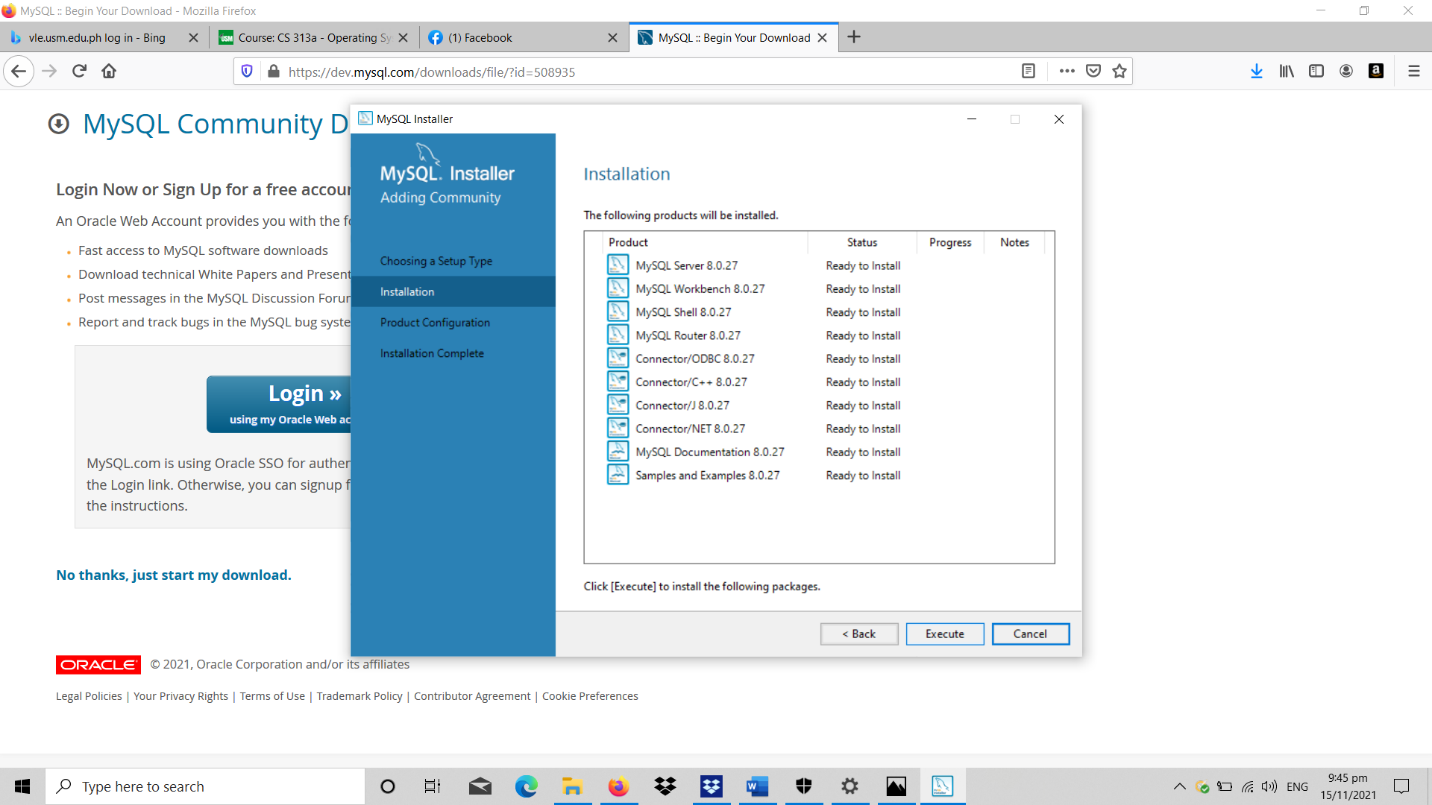 MySQL :: Begin Your Download - Mozilla Firefox
vle.usm.edu.ph log in - Bing
Course: CS 313a - Operating Sy
(1) Facebook
MySQL :: Begin Your Download
https://dev.mysql.com/downloads/file/?id=508935
MySQL Community D
Login Now or Sign Up for a free accou
An Oracle Web Account provides you with the f
• Fast access to MySQL software downloads
• Download technical White Papers and Present
• Post messages in the MySQL Discussion Foru
• Report and track bugs in the MySQL bug syste
Login »
using my Oracle Web ac
MySQL.com is using Oracle SSO for authen
the Login link. Otherwise, you can signup f
the instructions.
No thanks, just start my download.
ORACLE © 2021, Oracle Corporation and/or its affiliates
Legal Policies | Your Privacy Rights | Terms of Use | Trademark Policy | Contributor Agreement | Cookie Preferences
MySQL Installer
MySQL. Installer
Adding Community
Choosing a Setup Type
Installation
Product Configuration
Installation Complete
Installation
The following products will be installed.
Product Status Progress Notes
MySQL Server 8.0.27 Ready to Install
MySQL Workbench 8.0.27 Ready to Install
MySQL Shell 8.0.27 Ready to Install
MySQL Router 8.0.27 Ready to Install
Connector/ODBC 8.0.27 Ready to Install
Connector/C++ 8.0.27 Ready to Install
Connector/J 8.0.27 Ready to Install
Connector/NET 8.0.27 Ready to Install
MySQL Documentation 8.0.27 Ready to Install
Samples and Examples 8.0.27 Ready to Install
Click [Execute] to install the following packages.
< Back Execute Cancel
Type here to search
ENG
9:45 pm
15/11/2021